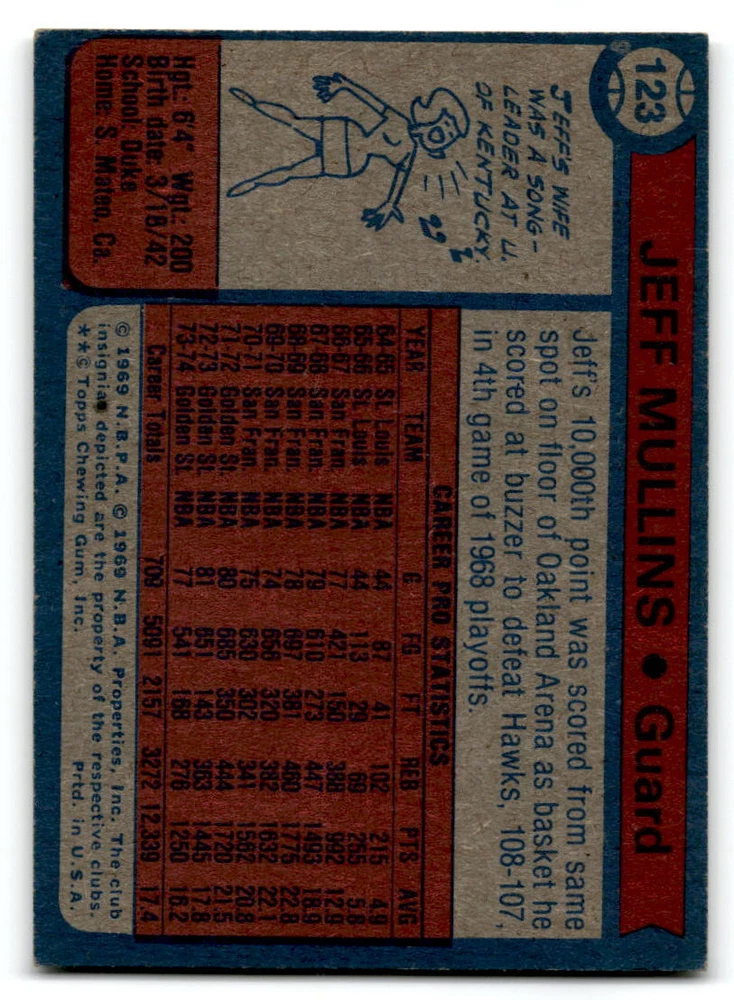 123
JEFF MULLINS • Guard
JEFF'S WIFE
WAS A SONG-
LEADER AT U.
OF KENTUCKY.
Hgt: 6'4" Wgt: 200
Birth date: 3/18/42
School: Duke
Home: S. Mateo, Ca.
Jeff's 10,000th point was scored from same
spot on floor of Oakland Arena as basket he
scored at buzzer to defeat Hawks, 108-107,
in 4th game of 1968 playoffs.
CAREER PRO STATISTICS
YEAR TEAM G FG FT REB PTS AVG
64-65 St. Louis NBA 44 87 41 102 215 4.9
65-66 St. Louis NBA 44 113 29 69 255 5.8
66-67 San Fran. NBA 77 421 150 388 992 12.9
67-68 San Fran. NBA 79 610 273 447 1493 18.9
68-69 San Fran. NBA 78 697 381 460 1775 22.8
69-70 San Fran. NBA 74 656 320 382 1632 22.1
70-71 San Fran. NBA 75 630 302 341 1582 20.8
71-72 Golden St. NBA 80 685 350 444 1720 21.5
72-73 Golden St. NBA 81 651 143 363 1445 17.8
73-74 Golden St. NBA 77 541 168 276 1250 16.2
Career Totals 709 509 2157 3272 12.339 17.4
© 1969 N.B.P.A. © 1969 N.B.A. Properties, Inc. The club
insignias depicted are the property of the respective clubs.
**© Topps Chewing Gum, Inc. Prtd. in U.S.A.